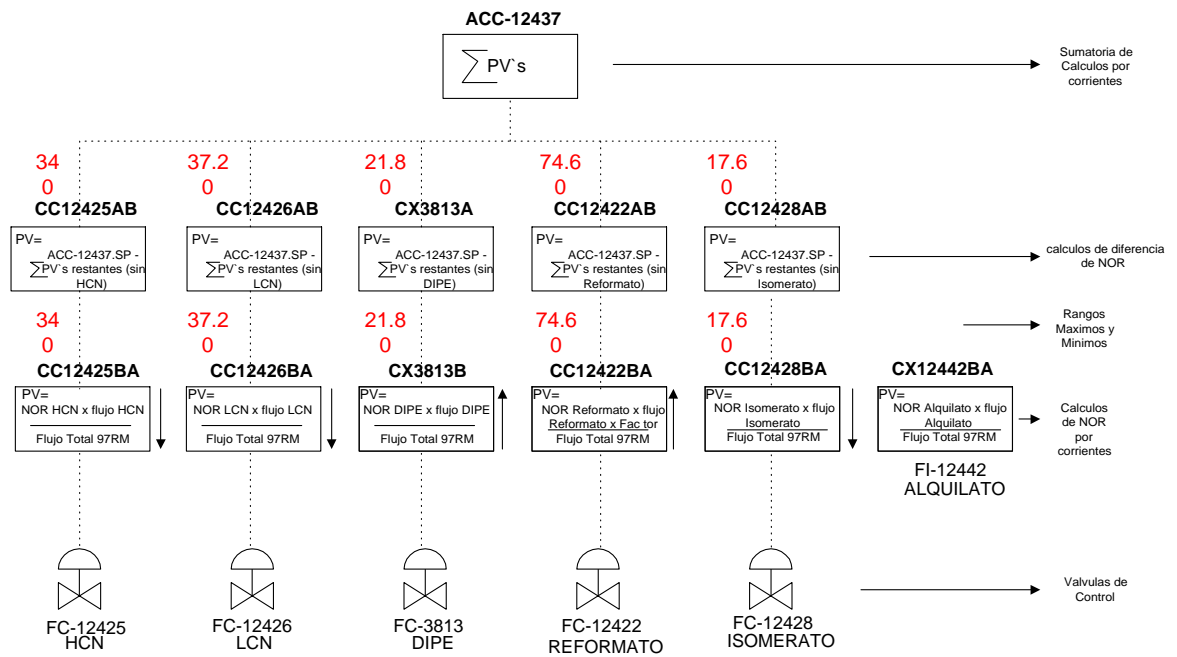 ACC-12437
∑ PV`s
Sumatoria de
Calculos por
corrientes
34
0
37.2
0
21.8
0
74.6
0
17.6
0
CC12425AB
CC12426AB
CX3813A
CC12422AB
CC12428AB
PV=
ACC-12437.SP -
∑PV`s restantes (sin
HCN)
PV=
ACC-12437.SP -
∑PV`s restantes (sin
LCN)
PV=
ACC-12437.SP -
∑PV`s restantes (sin
DIPE)
PV=
ACC-12437.SP -
∑PV`s restantes (sin
Reformato)
PV=
ACC-12437.SP -
∑PV`s restantes (sin
Isomerato)
calculos de diferencia
de NOR
34
0
37.2
0
21.8
0
74.6
0
17.6
0
Rangos
Maximos y
Minimos
CC12425BA
CC12426BA
CX3813B
CC12422BA
CC12428BA
CX12442BA
PV=
NOR HCN x flujo HCN
Flujo Total 97RM
PV=
NOR LCN x flujo LCN
Flujo Total 97RM
PV=
NOR DIPE x flujo DIPE
Flujo Total 97RM
PV=
NOR Reformato x flujo
Reformato x Fac tor
Flujo Total 97RM
PV=
NOR Isomerato x flujo
Isomerato
Flujo Total 97RM
PV=
NOR Alquilato x flujo
Alquilato
Flujo Total 97RM
Calculos
de NOR
por
corrientes
FI-12442
ALQUILATO
FC-12425
HCN
FC-12426
LCN
FC-3813
DIPE
FC-12422
REFORMATO
FC-12428
ISOMERATO
Valvulas de
Control